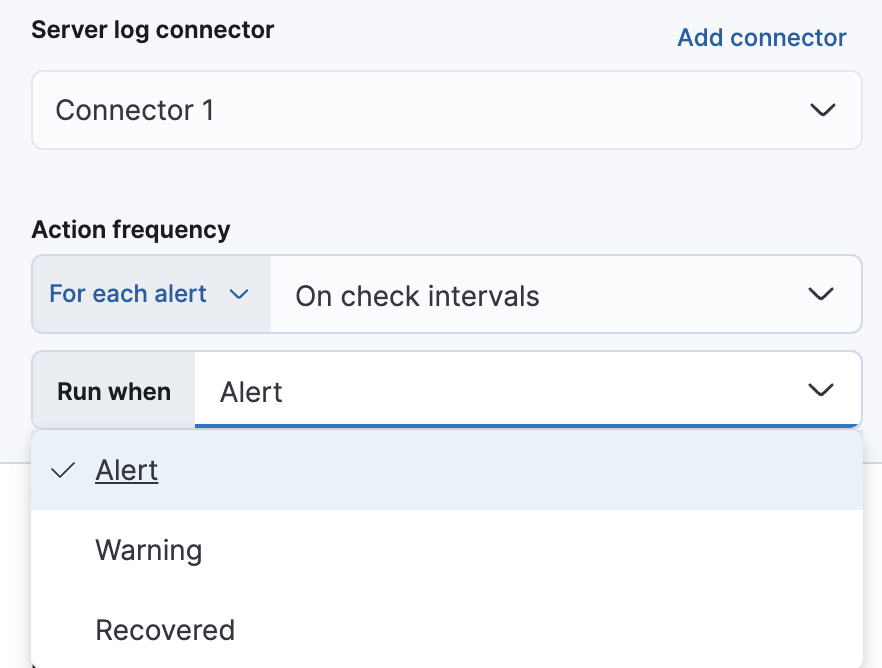 Server log connector
Add connector
Connector 1
Action frequency
For each alert
On check intervals
Run when
Alert
Alert
Warning
Recovered